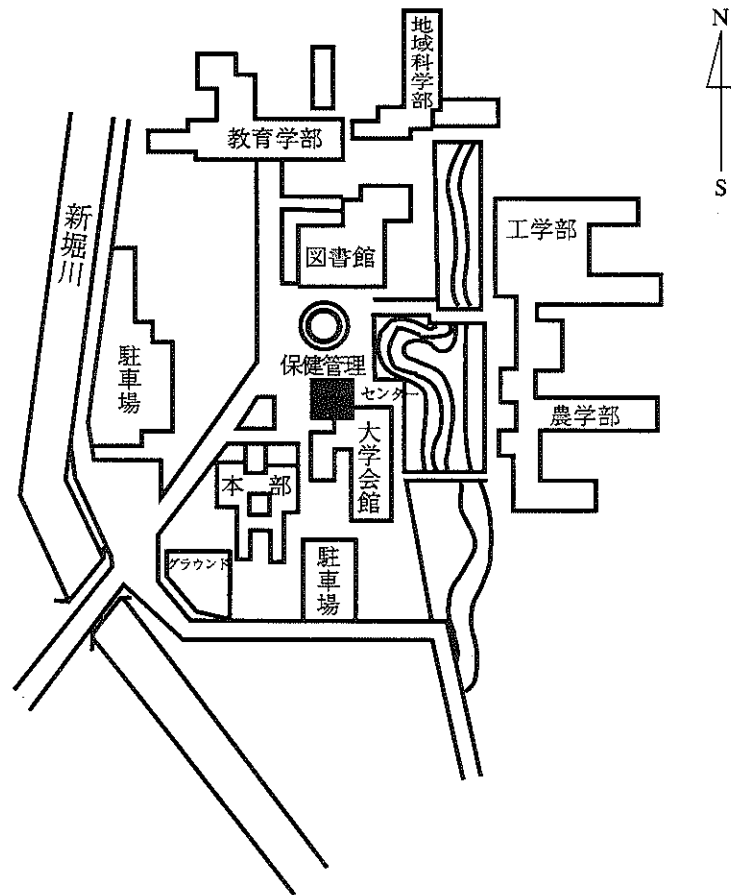 N
S
地域科学部
教育学部
新堀川
図書館
工学部
駐車場
保健管理
センター
農学部
大学会館
本部
グラウンド
駐車場